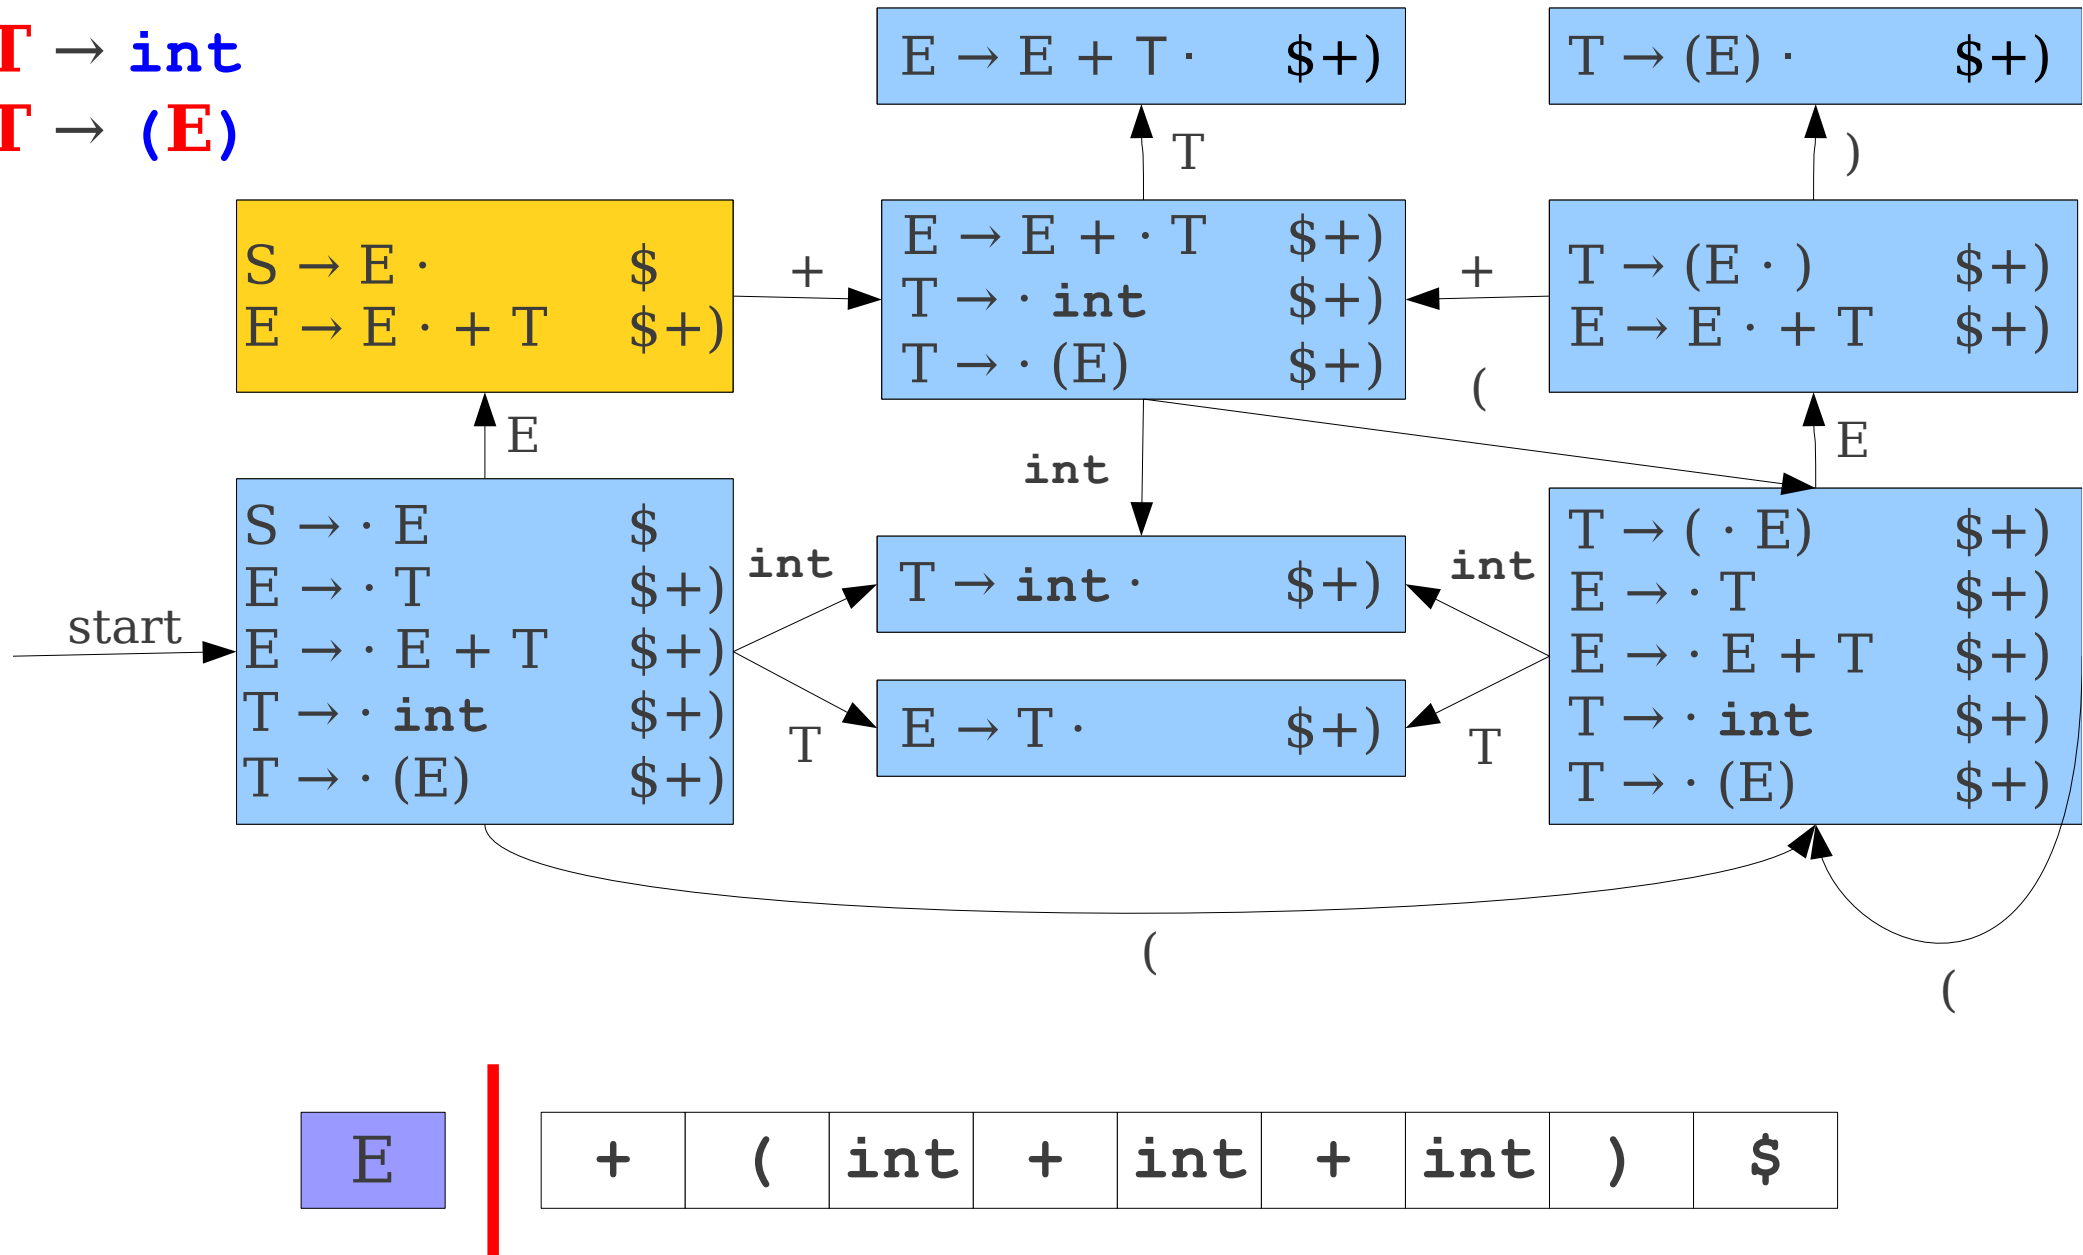 T → int
T → (E)
E → E + T · $+)
T → (E) · $+)
T
)
S → E · $
E → E · + T $+)
+
E → E + · T $+)
T → · int $+)
T → · (E) $+)
+
T → (E · ) $+)
E → E · + T $+)
(
E
int
E
start
S → · E $
E → · T $+)
E → · E + T $+)
T → · int $+)
T → · (E) $+)
int
T
T → int · $+)
E → T · $+)
int
T
T → ( · E) $+)
E → · T $+)
E → · E + T $+)
T → · int $+)
T → · (E) $+)
(
(
E + ( int + int + int ) $